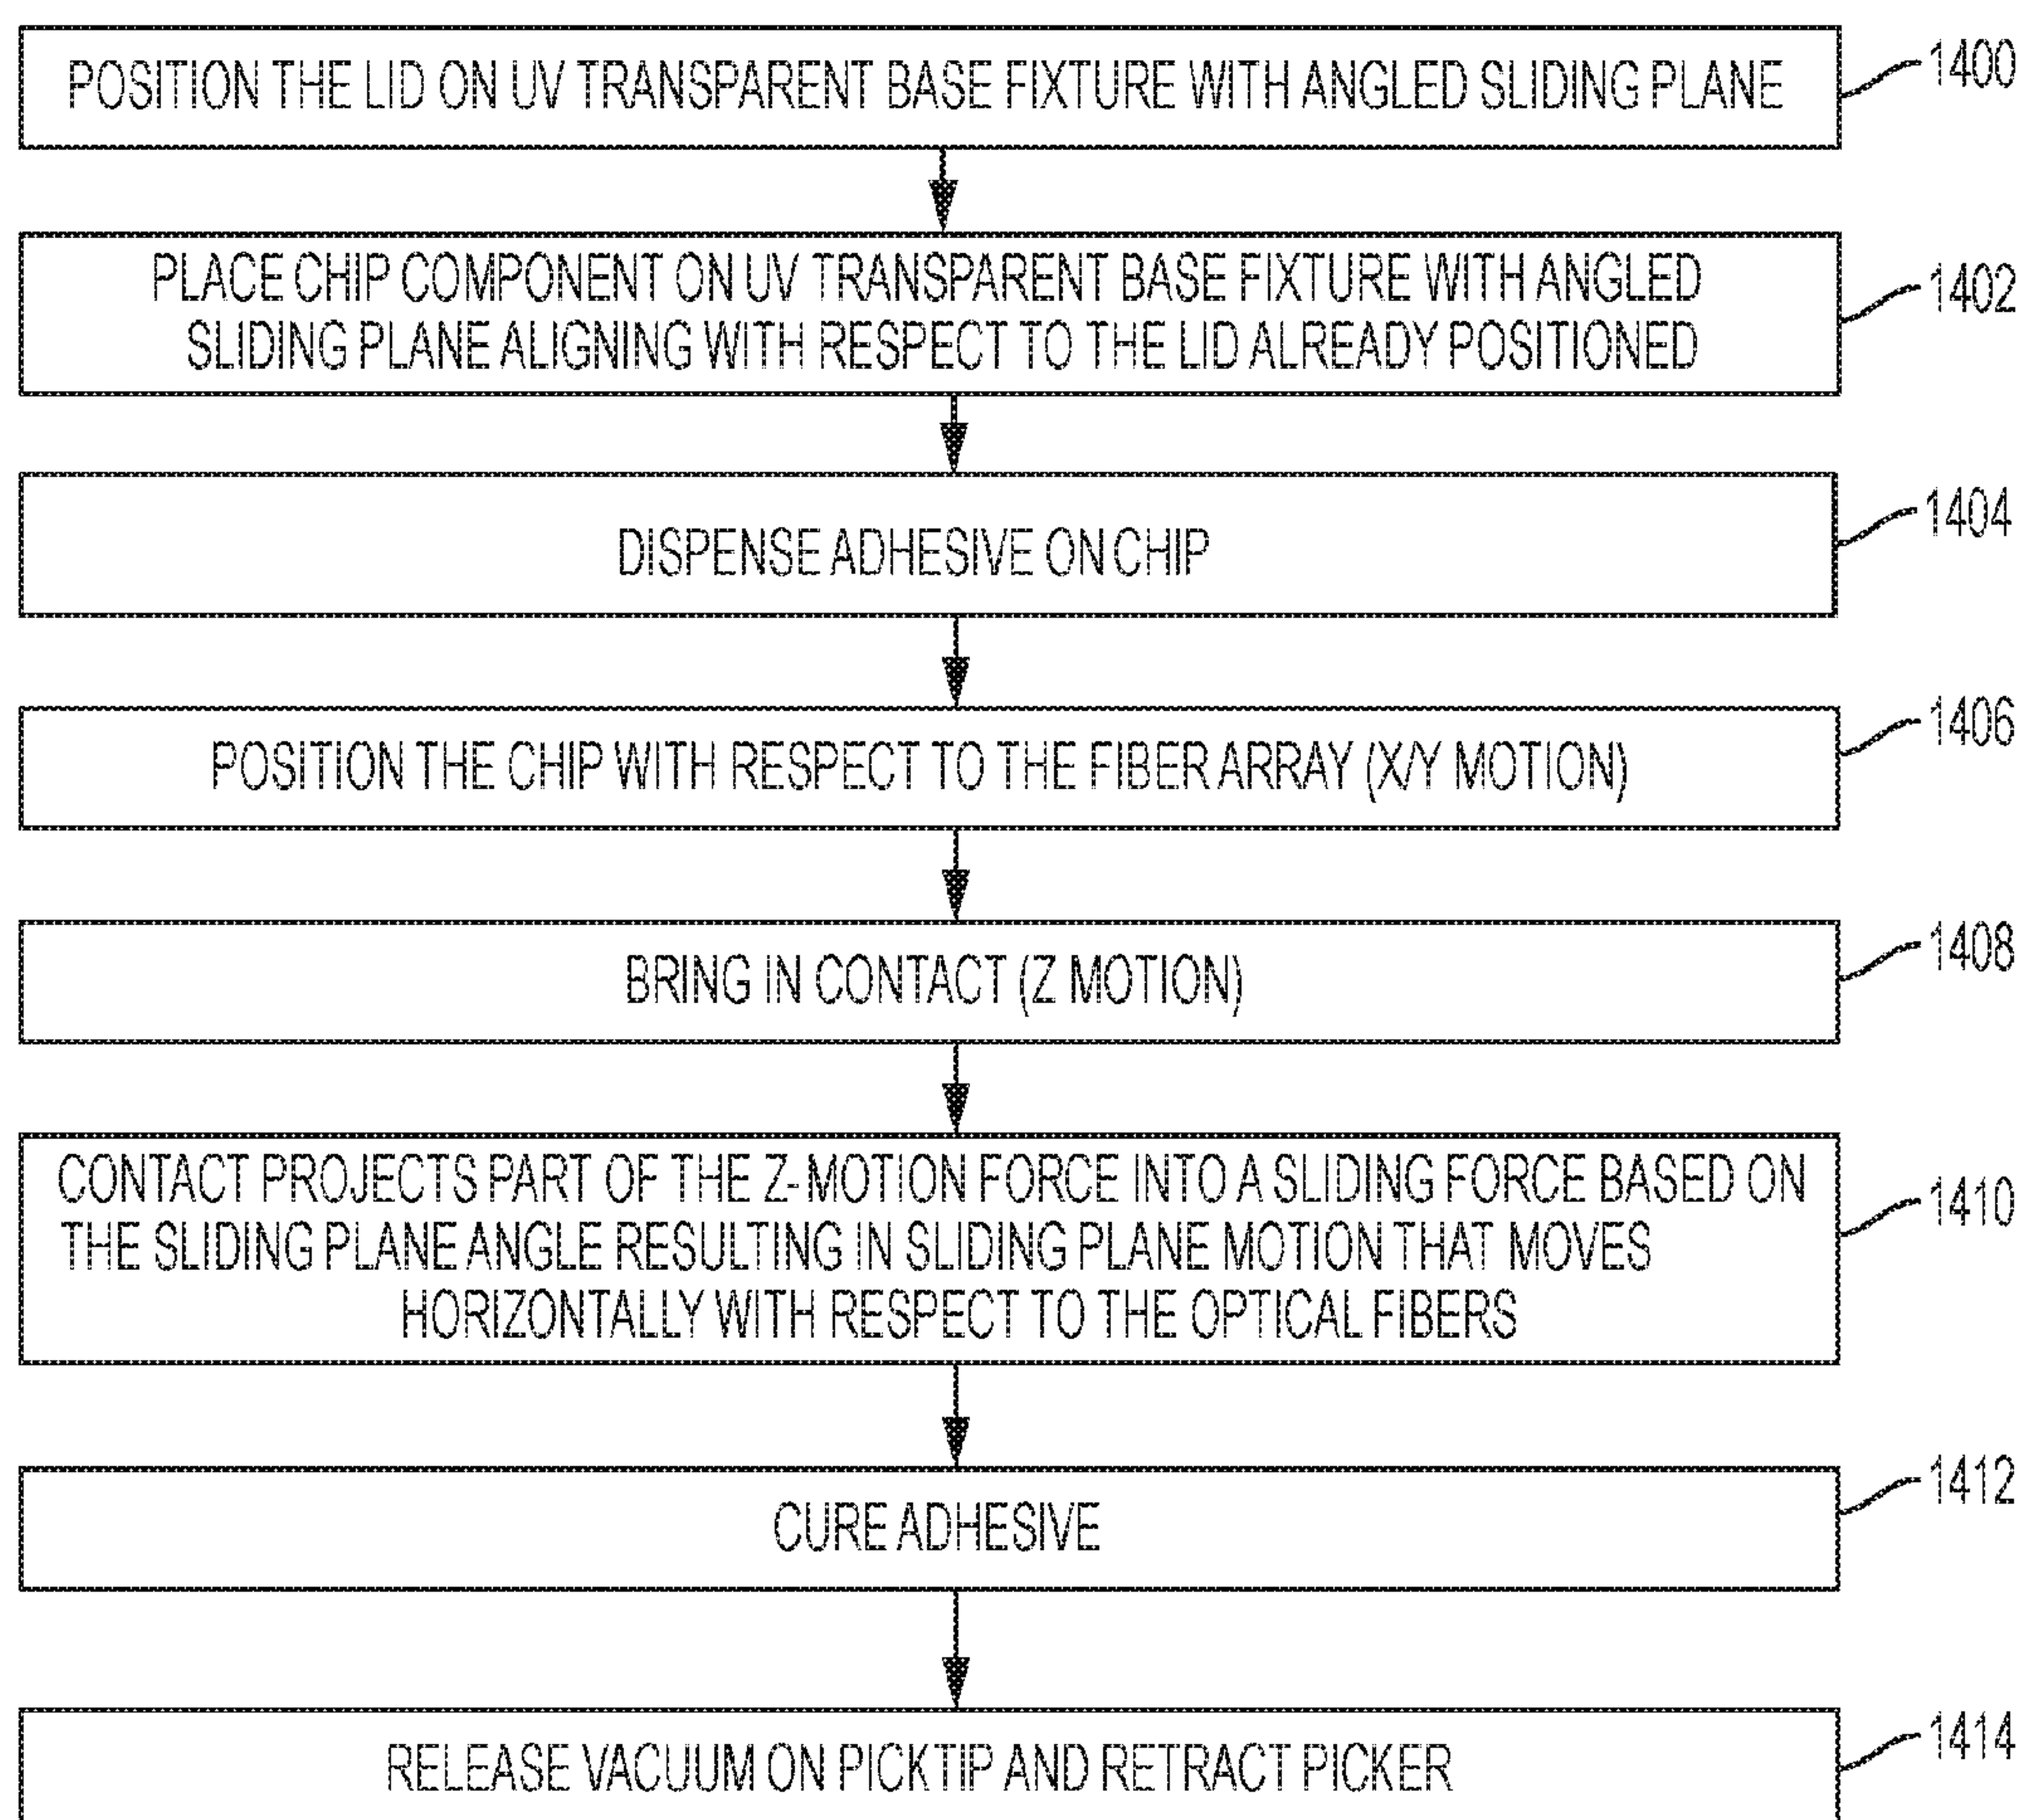 POSITION THE LID ON UV TRANSPARENT BASE FIXTURE WITH ANGLED SLIDING PLANE
1400
PLACE CHIP COMPONENT ON UV TRANSPARENT BASE FIXTURE WITH ANGLED
SLIDING PLANE ALIGNING WITH RESPECT TO THE LID ALREADY POSITIONED
1402
DISPENSE ADHESIVE ON CHIP
1404
POSITION THE CHIP WITH RESPECT TO THE FIBER ARRAY (X/Y MOTION)
1406
BRING IN CONTACT (Z MOTION)
1408
CONTACT PROJECTS PART OF THE Z-MOTION FORCE INTO A SLIDING FORCE BASED ON
THE SLIDING PLANE ANGLE RESULTING IN SLIDING PLANE MOTION THAT MOVES
HORIZONTALLY WITH RESPECT TO THE OPTICAL FIBERS
1410
CURE ADHESIVE
1412
RELEASE VACUUM ON PICKTIP AND RETRACT PICKER
1414